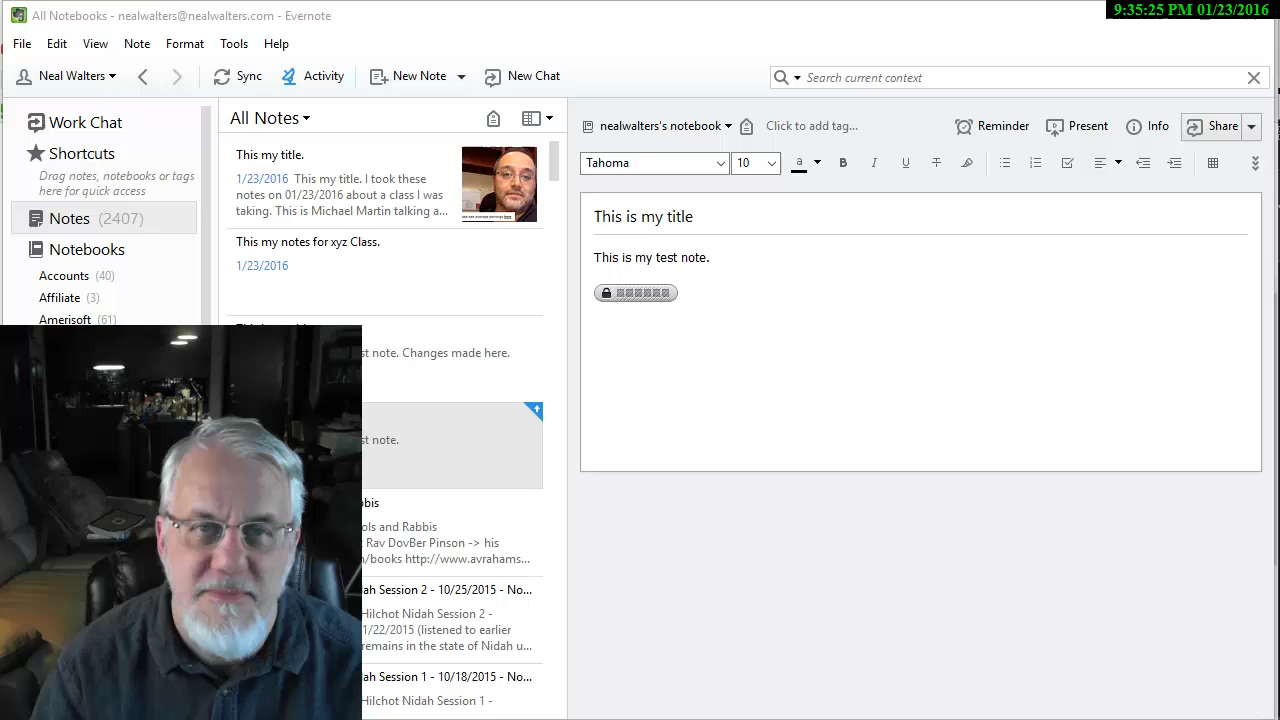 All Notebooks - nealwalters@nealwalters.com - Evernote
9:35:25 PM 01/23/2016
File Edit View Note Format Tools Help
Neal Walters Sync Activity New Note New Chat Search current context
Work Chat
Shortcuts
Drag notes, notebooks or tags
here for quick access
Notes (2407)
Notebooks
Accounts (40)
Affiliate (3)
Amerisoft (61)
All Notes
This my title.
1/23/2016 This my title. I took these
notes on 01/23/2016 about a class I was
taking. This is Michael Martin talking a...
This my notes for xyz Class.
1/23/2016
st note. Changes made here.
st note.
bis
ols and Rabbis
Rav DovBer Pinson -> his
/books http://www.avrahams...
ah Session 2 - 10/25/2015 - No...
Hilchot Nidah Session 2 -
1/22/2015 (listened to earlier
remains in the state of Nidah u...
ah Session 1 - 10/18/2015 - No...
Hilchot Nidah Session 1 -
nealwalters's notebook Click to add tag... Reminder Present Info Share
Tahoma 10 a B I U T
This is my title
This is my test note.